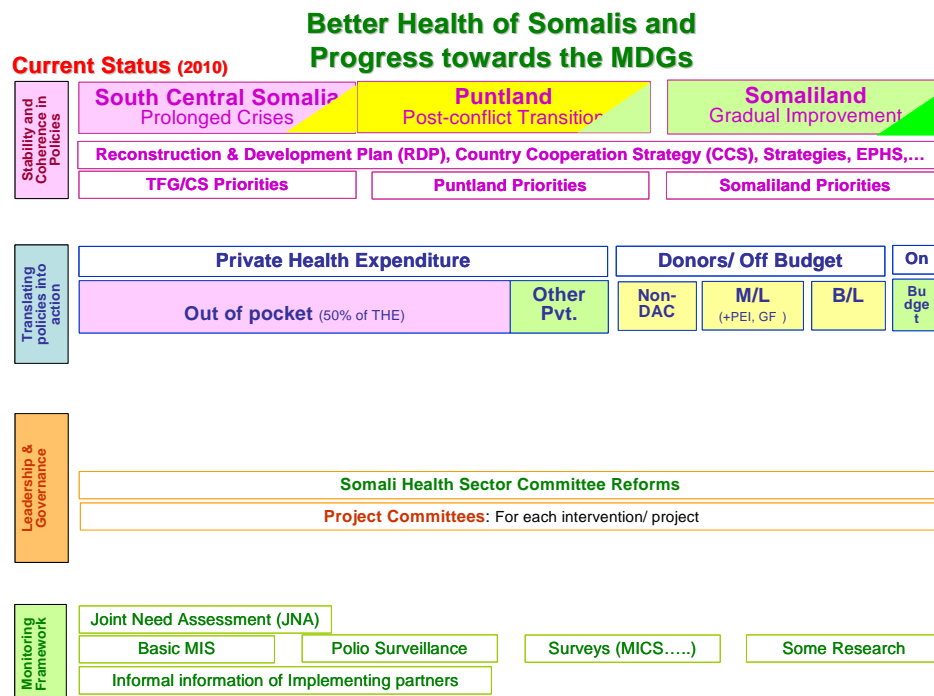 Better Health of Somalis and
Progress towards the MDGs
Current Status (2010)
Stability and
Coherence in
Policies
South Central Somalia
Prolonged Crises
Puntland
Post-conflict Transition
Somaliland
Gradual Improvement
Reconstruction & Development Plan (RDP), Country Cooperation Strategy (CCS), Strategies, EPHS,…
TFG/CS Priorities
Puntland Priorities
Somaliland Priorities
Translating
policies into
action
Private Health Expenditure
Donors/ Off Budget
On
Out of pocket (50% of THE)
Other
Pvt.
Non-
DAC
M/L
(+PEI, GF )
B/L
Bu
dge
t
Leadership &
Governance
Somali Health Sector Committee Reforms
Project Committees: For each intervention/ project
Monitoring
Framework
Joint Need Assessment (JNA)
Basic MIS
Polio Surveillance
Surveys (MICS…..)
Some Research
Informal information of Implementing partners